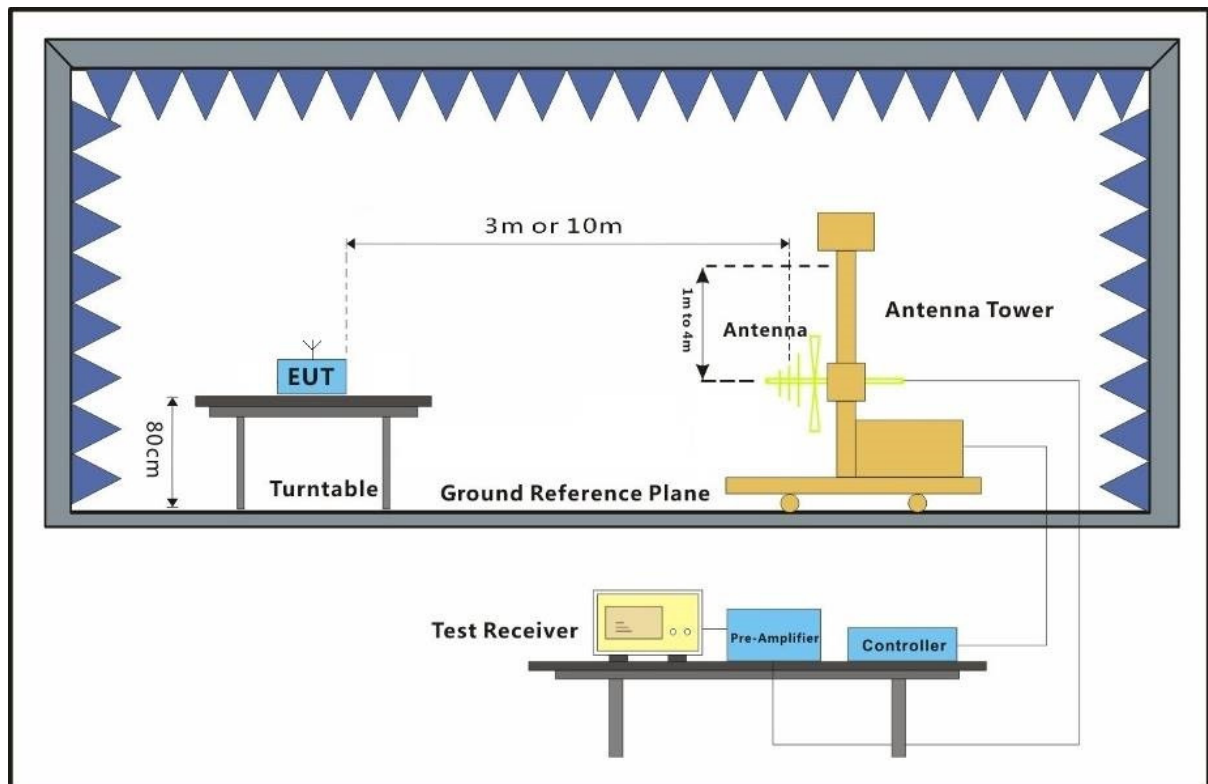 3m or 10m
1m to 4m
Antenna
Antenna Tower
EUT
80cm
Turntable
Ground Reference Plane
Test Receiver
Pre-Amplifier
Controller